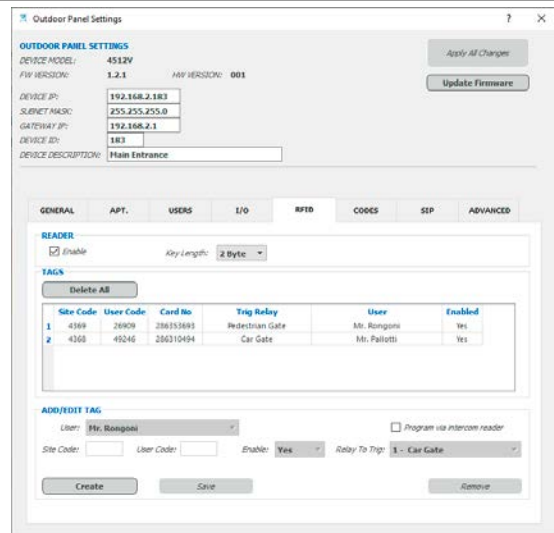 Outdoor Panel Settings ? ×
OUTDOOR PANEL SETTINGS
Apply All Changes
DEVICE MODEL: 4512V
FW VERSION: 1.2.1 HW VERSION: 001
Update Firmware
DEVICE IP: 192.168.2.183
SUBNET MASK: 255.255.255.0
GATEWAY IP: 192.168.2.1
DEVICE ID: 183
DEVICE DESCRIPTION: Main Entrance
GENERAL APT. USERS I/O RFID CODES SIP ADVANCED
READER
Enable Key Length: 2 Byte
TAGS
Delete All
Site Code User Code Card No Trig Relay User Enabled
1 4369 26909 286353693 Pedestrian Gate Mr. Rongoni Yes
2 4368 49246 286310494 Car Gate Mr. Pallotti Yes
ADD/EDIT TAG
User: Mr. Rongoni Program via intercom reader
Site Code: User Code: Enable: Yes Relay To Trig: 1 - Car Gate
Create Save Remove